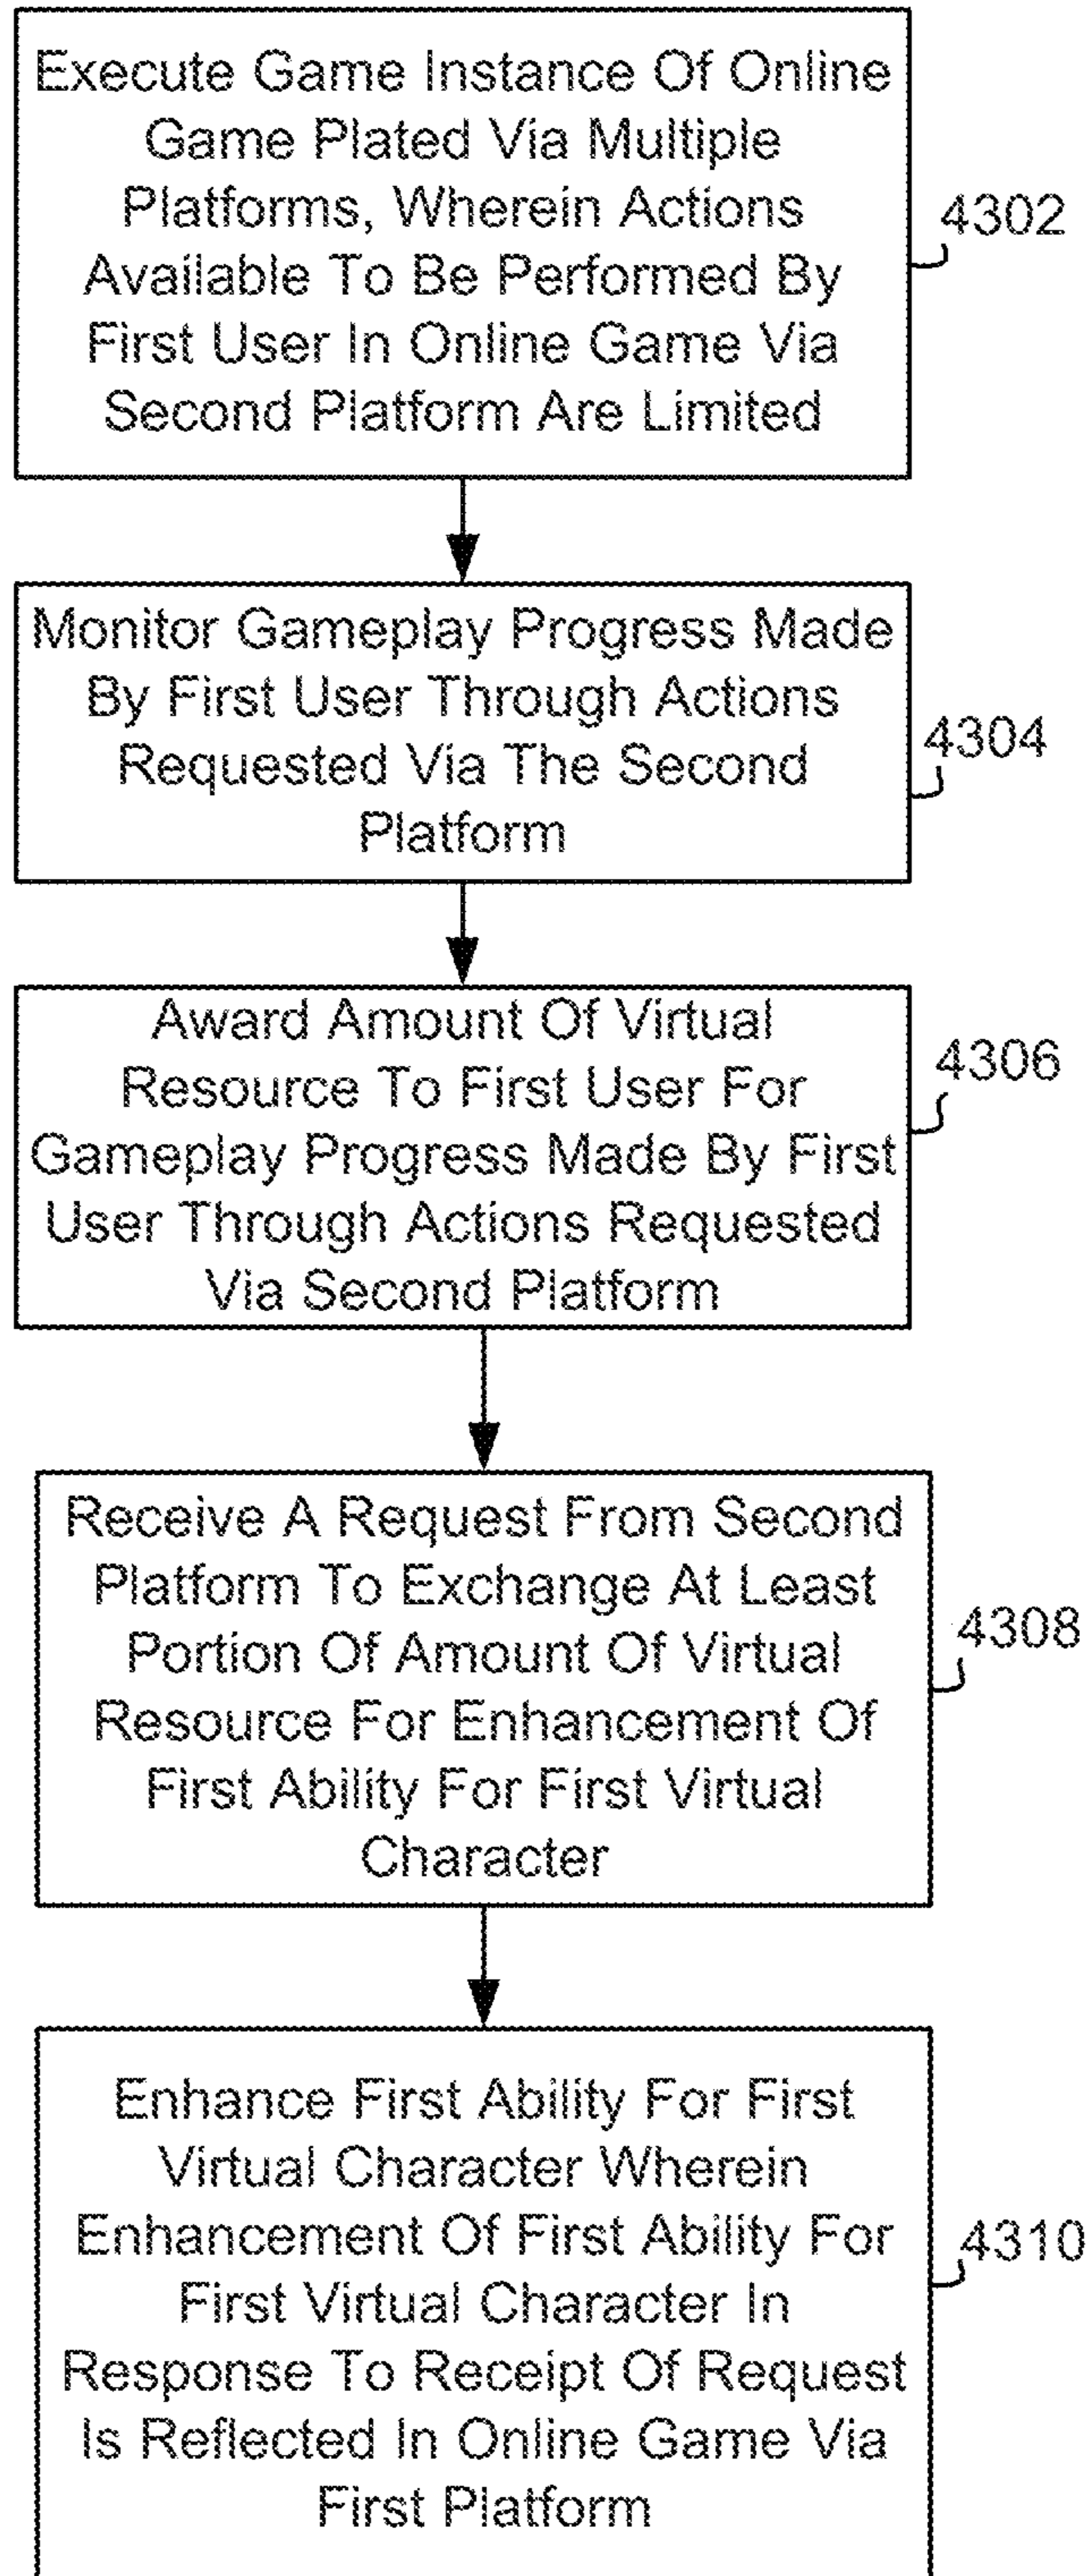 Execute Game Instance Of Online
Game Plated Via Multiple
Platforms, Wherein Actions
Available To Be Performed By
First User In Online Game Via
Second Platform Are Limited
4302
Monitor Gameplay Progress Made
By First User Through Actions
Requested Via The Second
Platform
4304
Award Amount Of Virtual
Resource To First User For
Gameplay Progress Made By First
User Through Actions Requested
Via Second Platform
4306
Receive A Request From Second
Platform To Exchange At Least
Portion Of Amount Of Virtual
Resource For Enhancement Of
First Ability For First Virtual
Character
4308
Enhance First Ability For First
Virtual Character Wherein
Enhancement Of First Ability For
First Virtual Character In
Response To Receipt Of Request
Is Reflected In Online Game Via
First Platform
4310